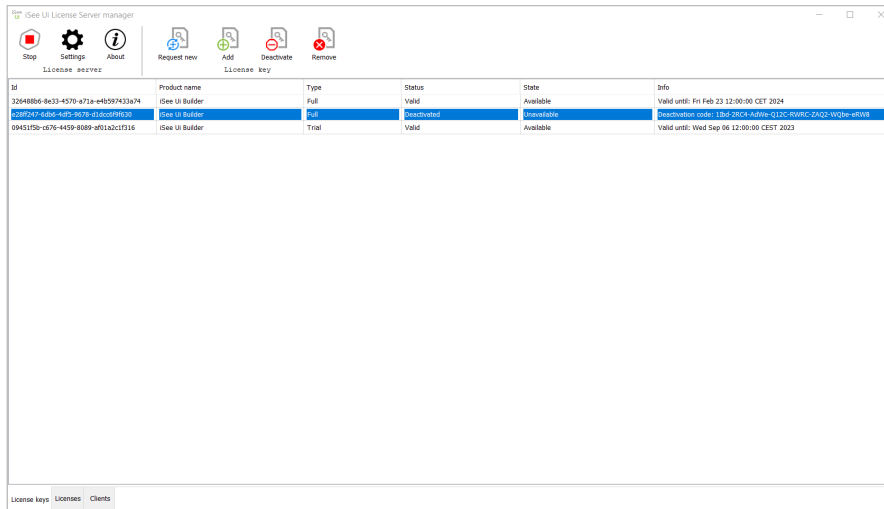 iSee Ui iSee Ui License Server manager
Stop Settings About Request new Add Deactivate Remove
License server License key
Id Product name Type Status State Info
326488b6-8e33-4570-a71a-e4b597433a74 iSee Ui Builder Full Valid Available Valid until: Fri Feb 23 12:00:00 CET 2024
e28ff247-6db6-4df5-9678-d1dcc6f9f630 iSee Ui Builder Full Deactivated Unavailable Deactivation code: 1Ibd-2RC4-AdWe-Q12C-RWRC-ZAQ2-WQbe-eRW8
09451f5b-c676-4459-8089-af01a2c1f316 iSee Ui Builder Trial Valid Available Valid until: Wed Sep 06 12:00:00 CEST 2023
License keys Licenses Clients